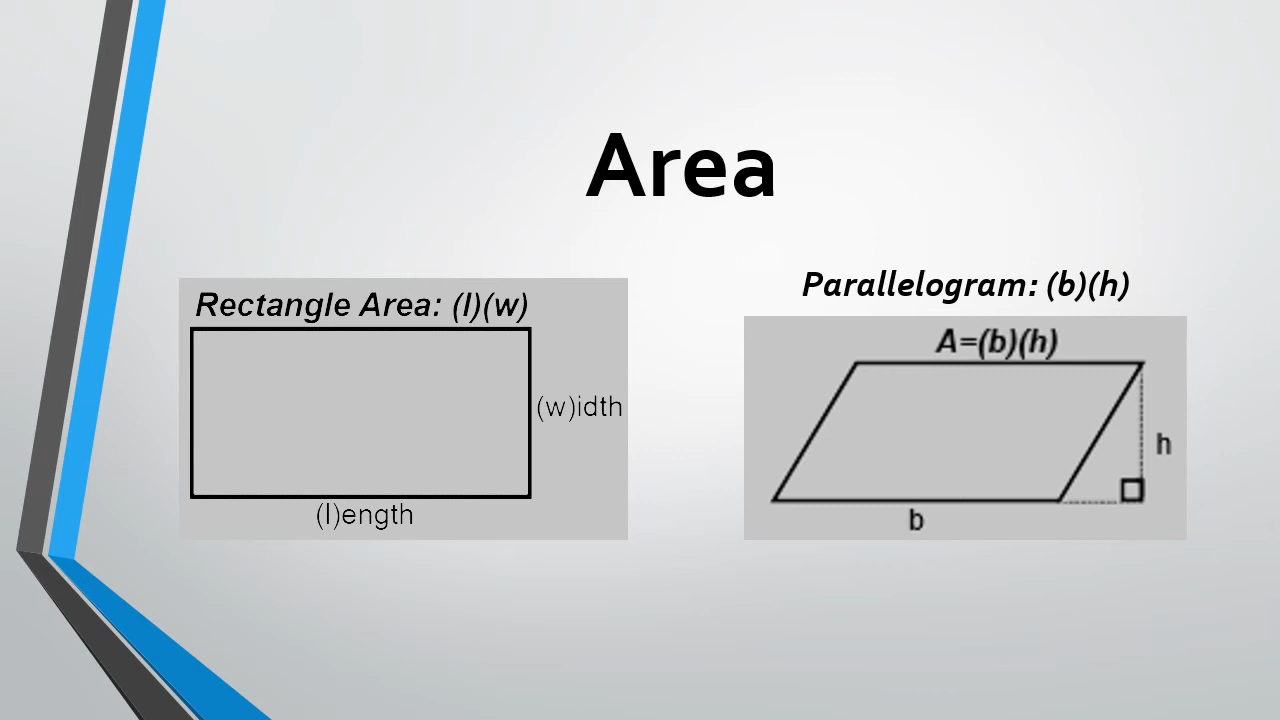 Area
Rectangle Area: (l)(w)
(w)idth
(l)ength
Parallelogram: (b)(h)
A=(b)(h)
h
b